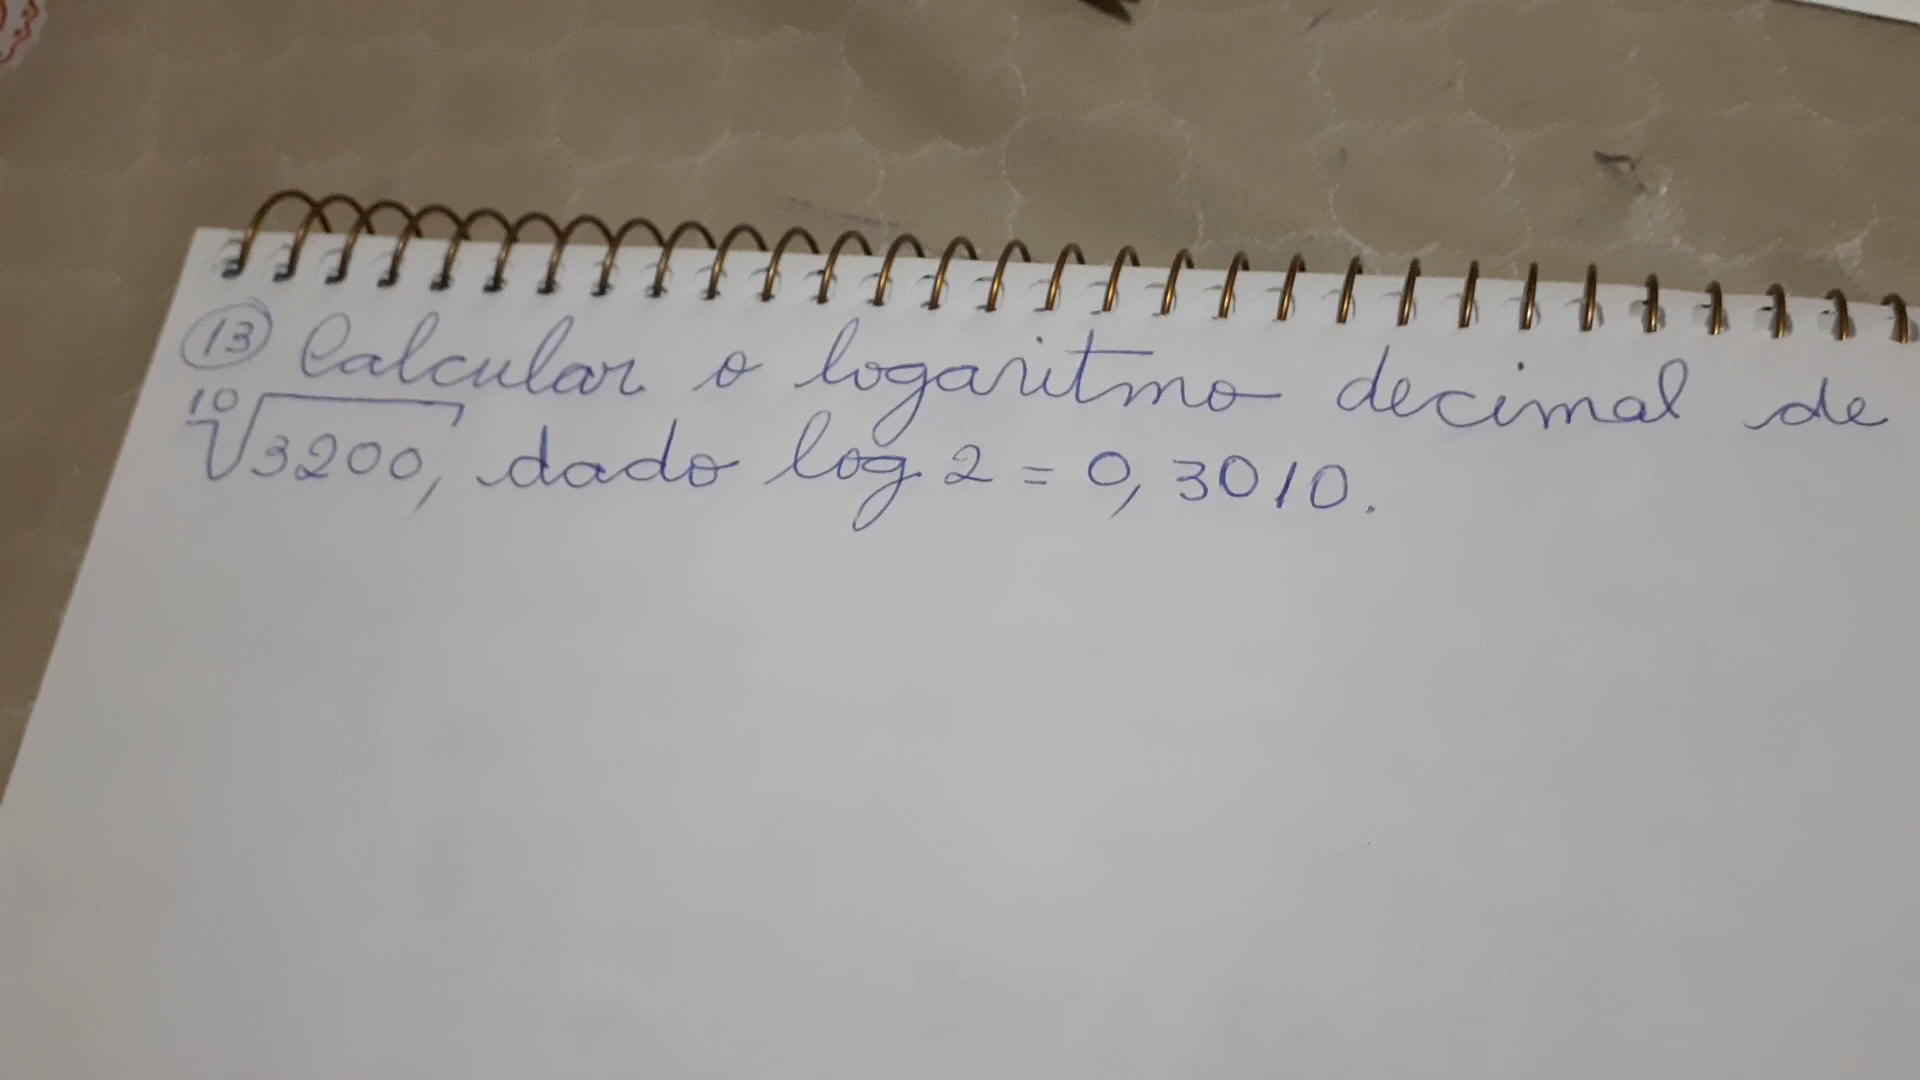 13 Calcular o logaritmo decimal de
¹⁰√3200, dado log 2 = 0,3010.